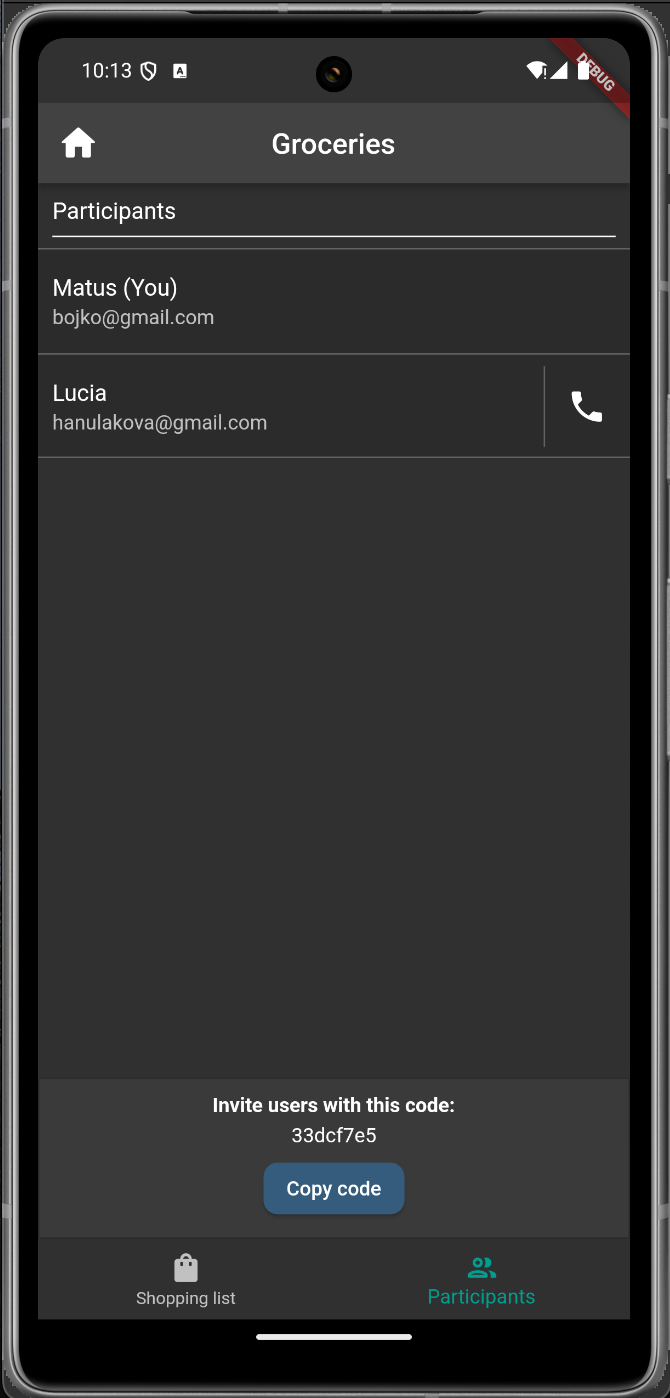 10:13
A
DEBUG
Groceries
Participants
Matus (You)
bojko@gmail.com
Lucia
hanulakova@gmail.com
Invite users with this code:
33dcf7e5
Copy code
Shopping list
Participants